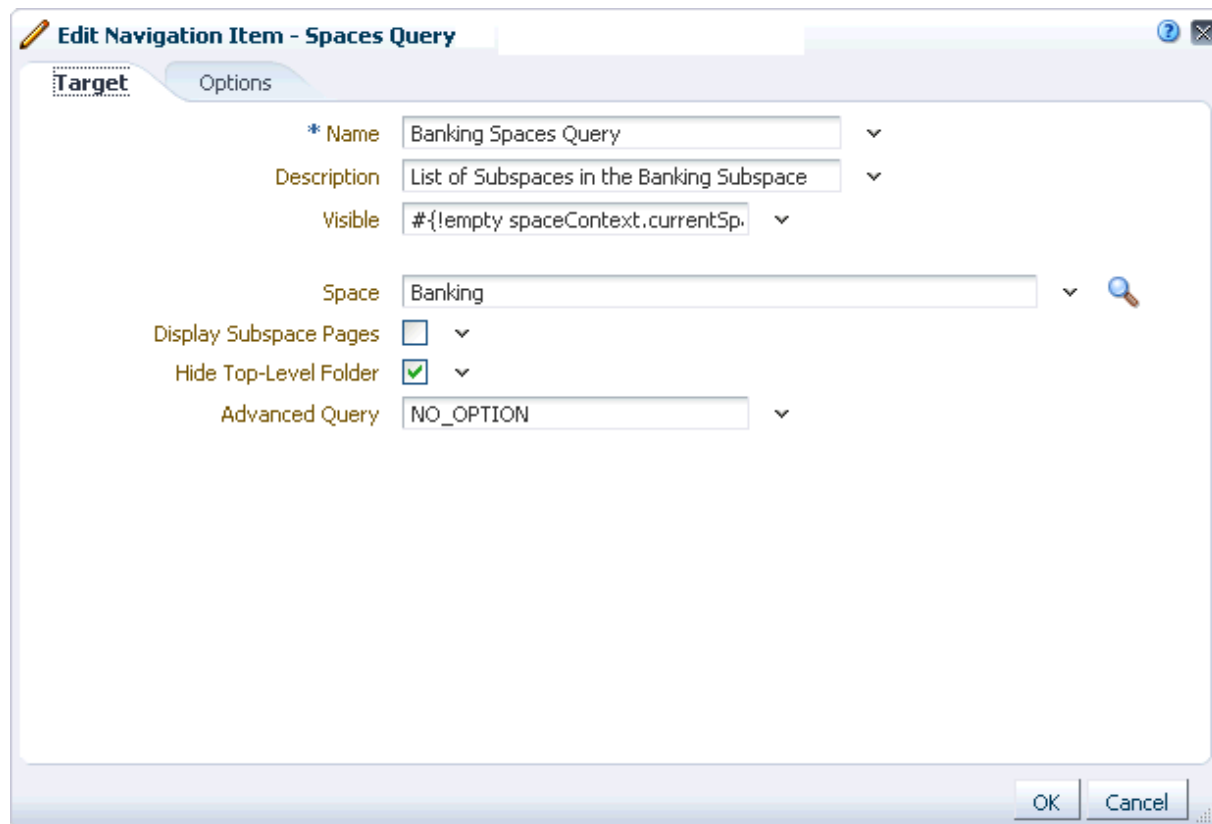 Edit Navigation Item - Spaces Query
Target Options
* Name Banking Spaces Query
Description List of Subspaces in the Banking Subspace
Visible #{!empty spaceContext.currentSp
Space Banking
Display Subspace Pages
Hide Top-Level Folder
Advanced Query NO_OPTION
OK Cancel